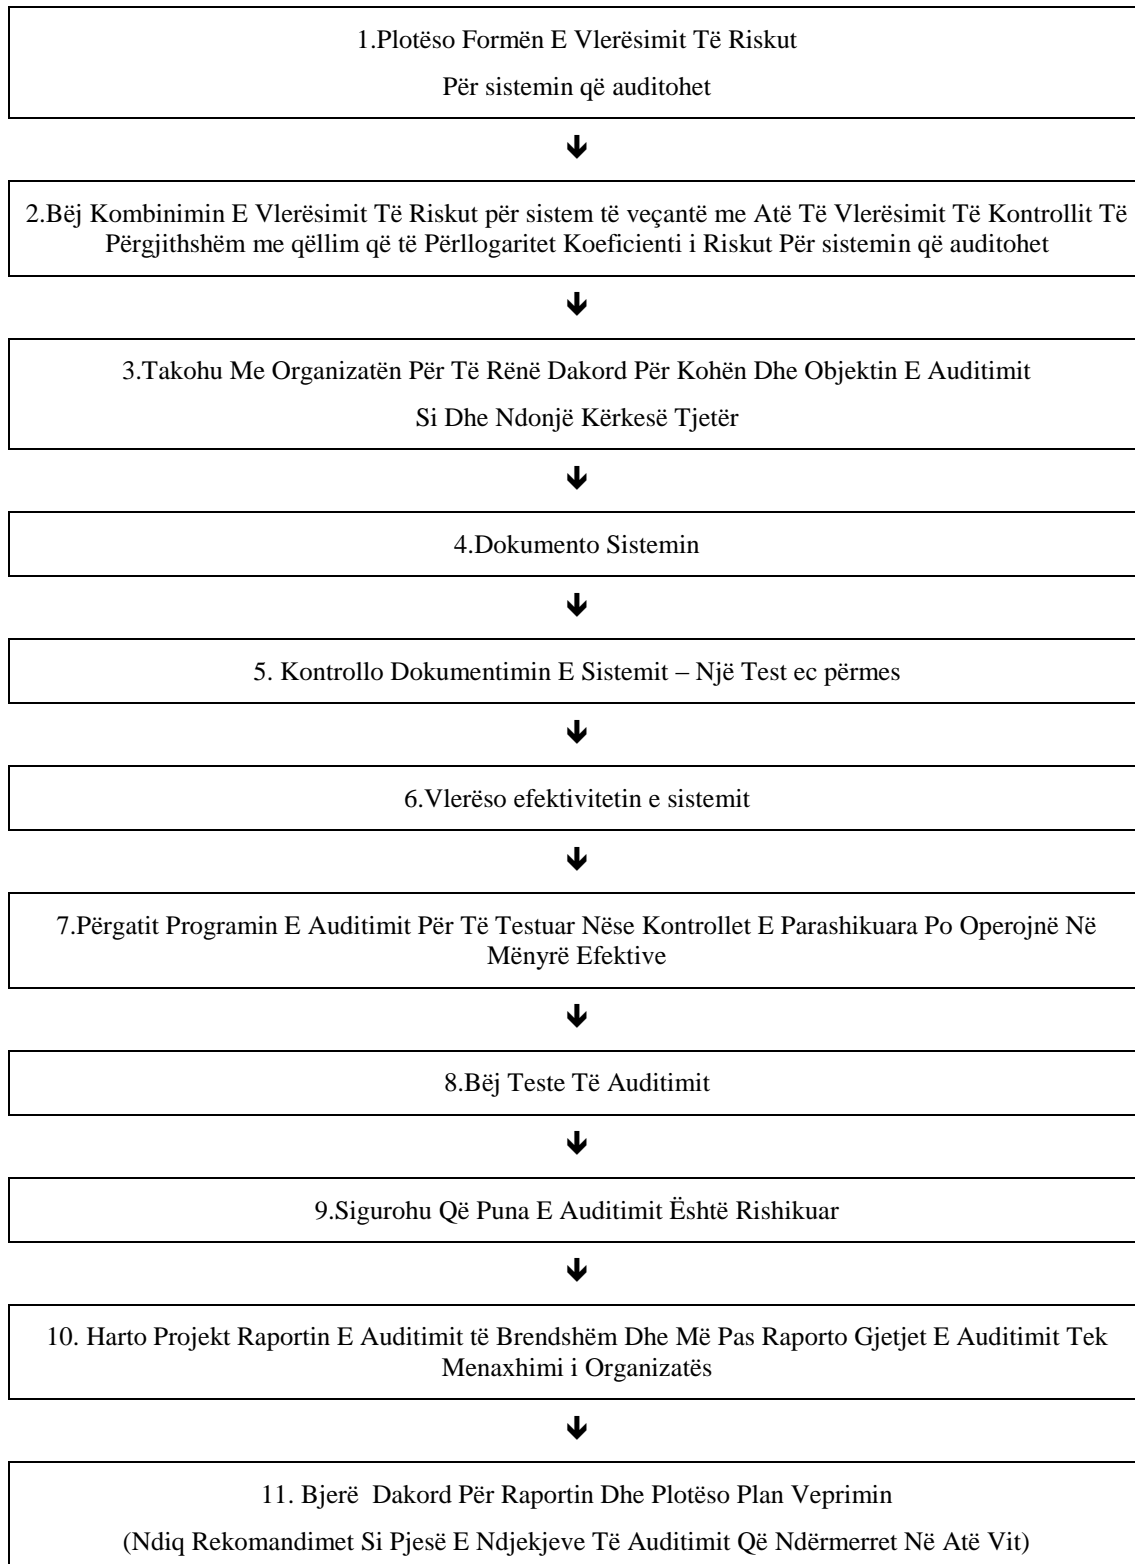 1.Plotëso Formën E Vlerësimit Të Riskut
Për sistemin që auditohet
2.Bëj Kombinimin E Vlerësimit Të Riskut për sistem të veçantë me Atë Të Vlerësimit Të Kontrollit Të
Përgjithshëm me qëllim që të Përllogaritet Koeficienti i Riskut Për sistemin që auditohet
3.Takohu Me Organizatën Për Të Rënë Dakord Për Kohën Dhe Objektin E Auditimit
Si Dhe Ndonjë Kërkesë Tjetër
4.Dokumento Sistemin
5. Kontrollo Dokumentimin E Sistemit – Një Test ec përmes
6.Vlerëso efektivitetin e sistemit
7.Përgatit Programin E Auditimit Për Të Testuar Nëse Kontrollet E Parashikuara Po Operojnë Në
Mënyrë Efektive
8.Bëj Teste Të Auditimit
9.Sigurohu Që Puna E Auditimit Është Rishikuar
10. Harto Projekt Raportin E Auditimit të Brendshëm Dhe Më Pas Raporto Gjetjet E Auditimit Tek
Menaxhimi i Organizatës
11. Bjerë Dakord Për Raportin Dhe Plotëso Plan Veprimin
(Ndiq Rekomandimet Si Pjesë E Ndjekjeve Të Auditimit Që Ndërmerret Në Atë Vit)